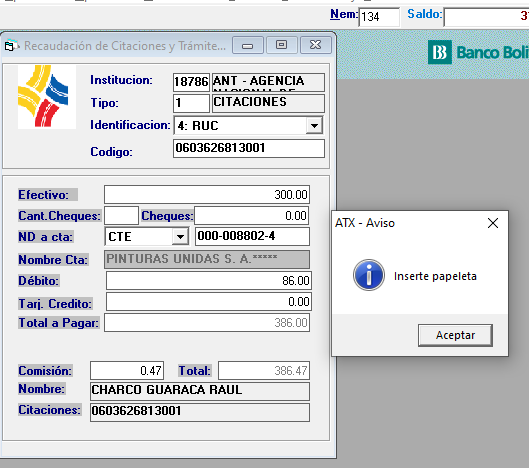 Nem: 134 Saldo: 3
Recaudación de Citaciones y Trámite...
Banco Boli
Institucion: 18786 ANT - AGENCIA
NACIONAL DE
Tipo: 1 CITACIONES
Identificacion: 4: RUC
Codigo: 0603626813001
Efectivo: 300.00
Cant.Cheques: Cheques: 0.00
ND a cta: CTE 000-008802-4
Nombre Cta: PINTURAS UNIDAS S. A.*****
Débito: 86.00
Tarj. Credito: 0.00
Total a Pagar: 386.00
Comisión: 0.47 Total: 386.47
Nombre: CHARCO GUARACA RAUL
Citaciones: 0603626813001
ATX - Aviso
Inserte papeleta
Aceptar